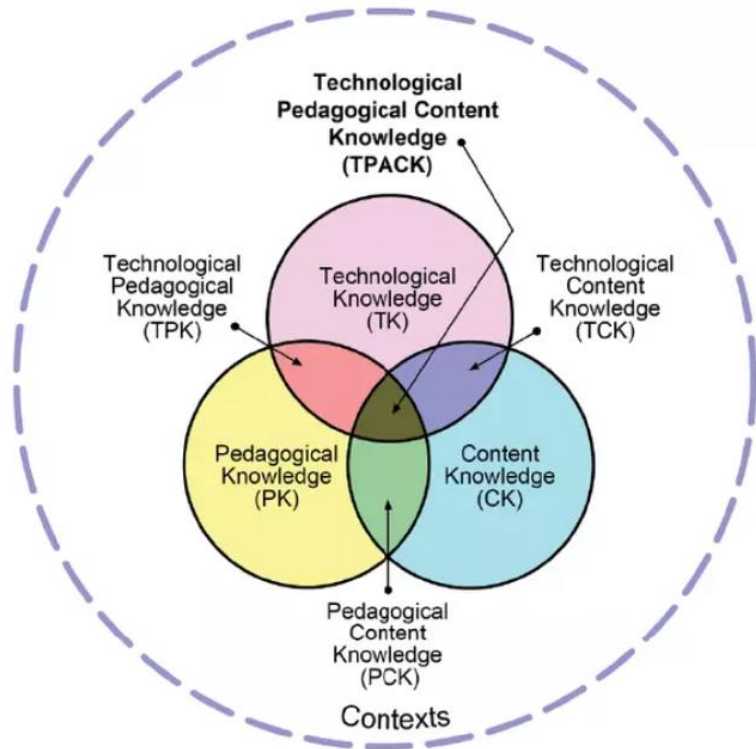 Technological
Pedagogical Content
Knowledge
(TPACK)
Technological
Pedagogical
Knowledge
(TPK)
Technological
Knowledge
(TK)
Technological
Content
Knowledge
(TCK)
Pedagogical
Knowledge
(PK)
Content
Knowledge
(CK)
Pedagogical
Content
Knowledge
(PCK)
Contexts